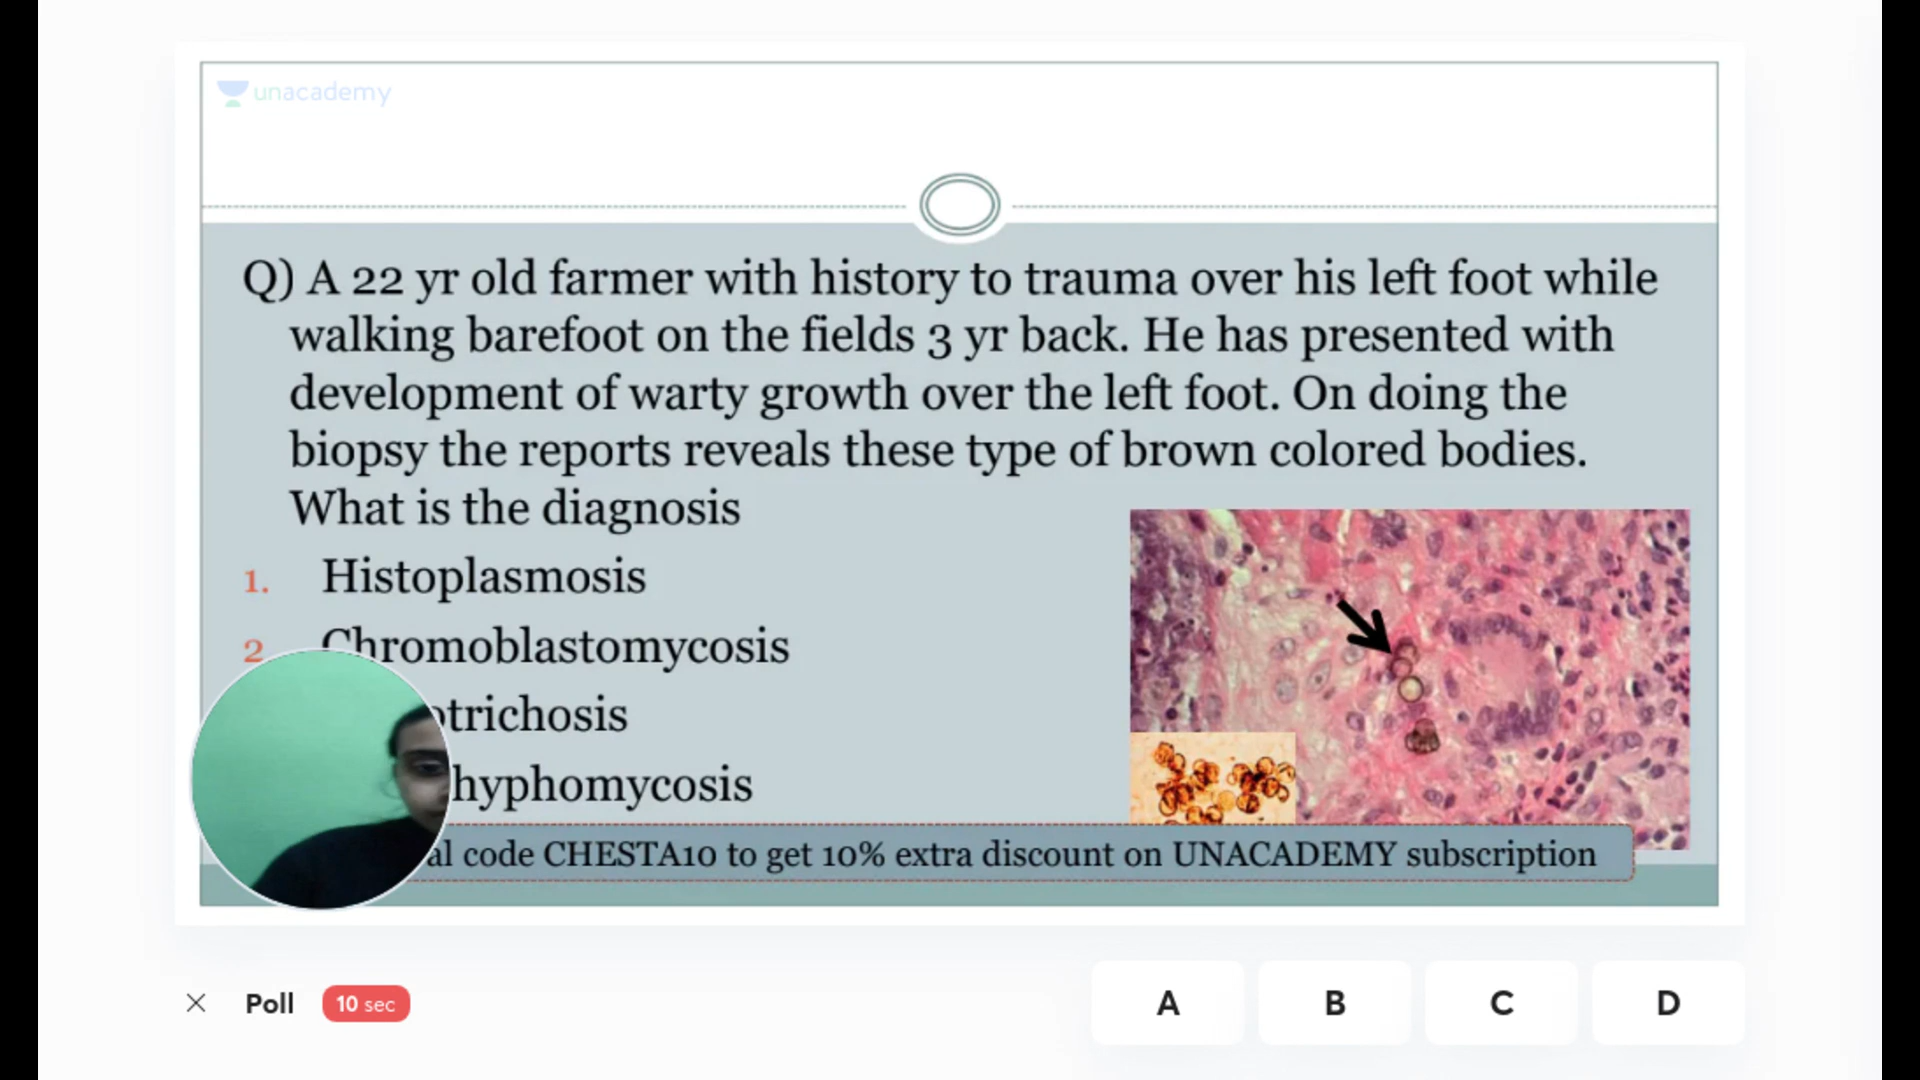 unacademy
Q) A 22 yr old farmer with history to trauma over his left foot while
walking barefoot on the fields 3 yr back. He has presented with
development of warty growth over the left foot. On doing the
biopsy the reports reveals these type of brown colored bodies.
What is the diagnosis
1. Histoplasmosis
2 Chromoblastomycosis
otrichosis
hyphomycosis
al code CHESTA10 to get 10% extra discount on UNACADEMY subscription
Poll 10 sec A B C D